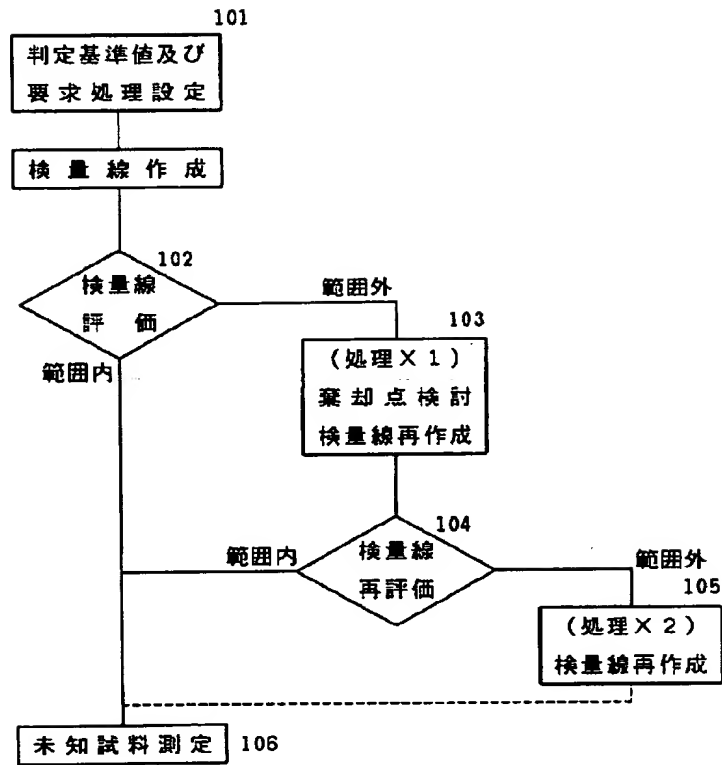 101
判定基準値及び
要求処理設定
検量線作成
102
検量線
評価
範囲外
範囲内
103
(処理X1)
棄却点検討
検量線再作成
104
検量線
再評価
範囲内
範囲外
105
(処理X2)
検量線再作成
未知試料測定
106